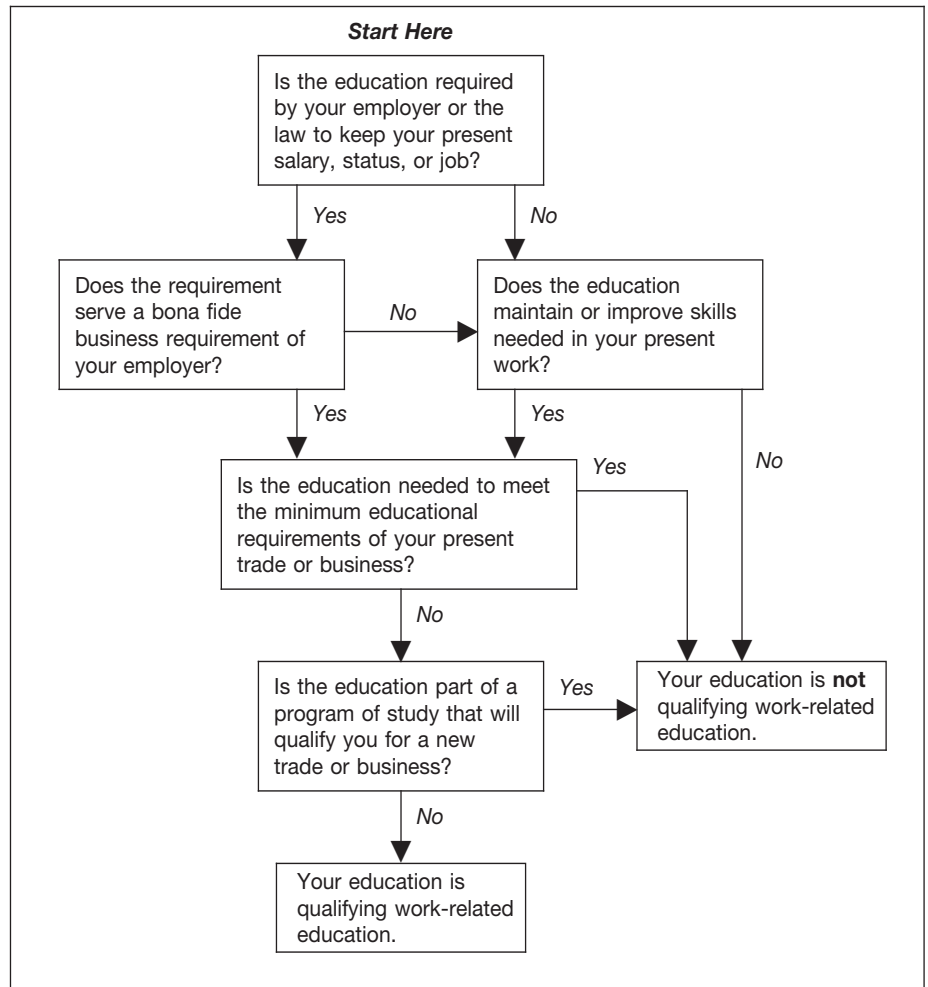 Start Here
Is the education required
by your employer or the
law to keep your present
salary, status, or job?
Yes
No
Does the requirement
serve a bona fide
business requirement of
your employer?
No
Does the education
maintain or improve skills
needed in your present
work?
Yes
Yes
No
Is the education needed to meet
the minimum educational
requirements of your present
trade or business?
Yes
No
Is the education part of a
program of study that will
qualify you for a new
trade or business?
Yes
Your education is not
qualifying work-related
education.
No
Your education is
qualifying work-related
education.